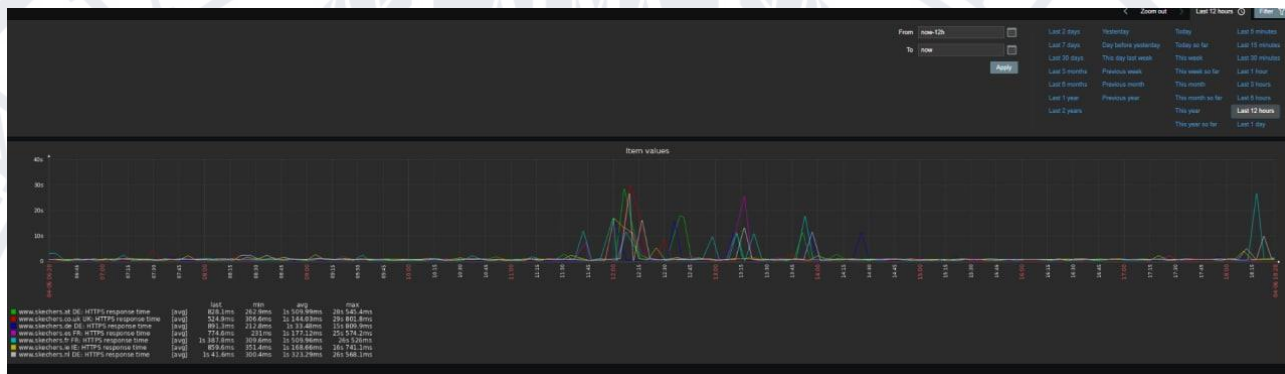 < Zoom out > Last 12 hours Filter
From now-12h
To now
Apply
Last 2 days Yesterday Today Last 5 minutes
Last 7 days Day before yesterday Today so far Last 15 minutes
Last 30 days This day last week This week Last 30 minutes
Last 3 months Previous week This week so far Last 1 hour
Last 6 months Previous month This month Last 3 hours
Last 1 year Previous year This month so far Last 6 hours
Last 2 years This year Last 12 hours
This year so far Last 1 day
Item values
40s
30s
20s
10s
0
last min avg max
www.skechers.at DE: HTTPS response time [avg] 828.1ms 262.9ms 1s 509.99ms 28s 545.4ms
www.skechers.co.uk UK: HTTPS response time [avg] 524.9ms 306.6ms 1s 144.03ms 29s 801.8ms
www.skechers.de DE: HTTPS response time [avg] 891.3ms 212.8ms 1s 33.48ms 15s 809.9ms
www.skechers.es FR: HTTPS response time [avg] 774.6ms 231ms 1s 177.12ms 25s 574.2ms
www.skechers.fr FR: HTTPS response time [avg] 1s 387.8ms 309.6ms 1s 509.96ms 26s 526ms
www.skechers.ie IE: HTTPS response time [avg] 859.6ms 351.4ms 1s 168.66ms 16s 741.1ms
www.skechers.nl DE: HTTPS response time [avg] 1s 41.6ms 300.4ms 1s 323.29ms 26s 568.1ms